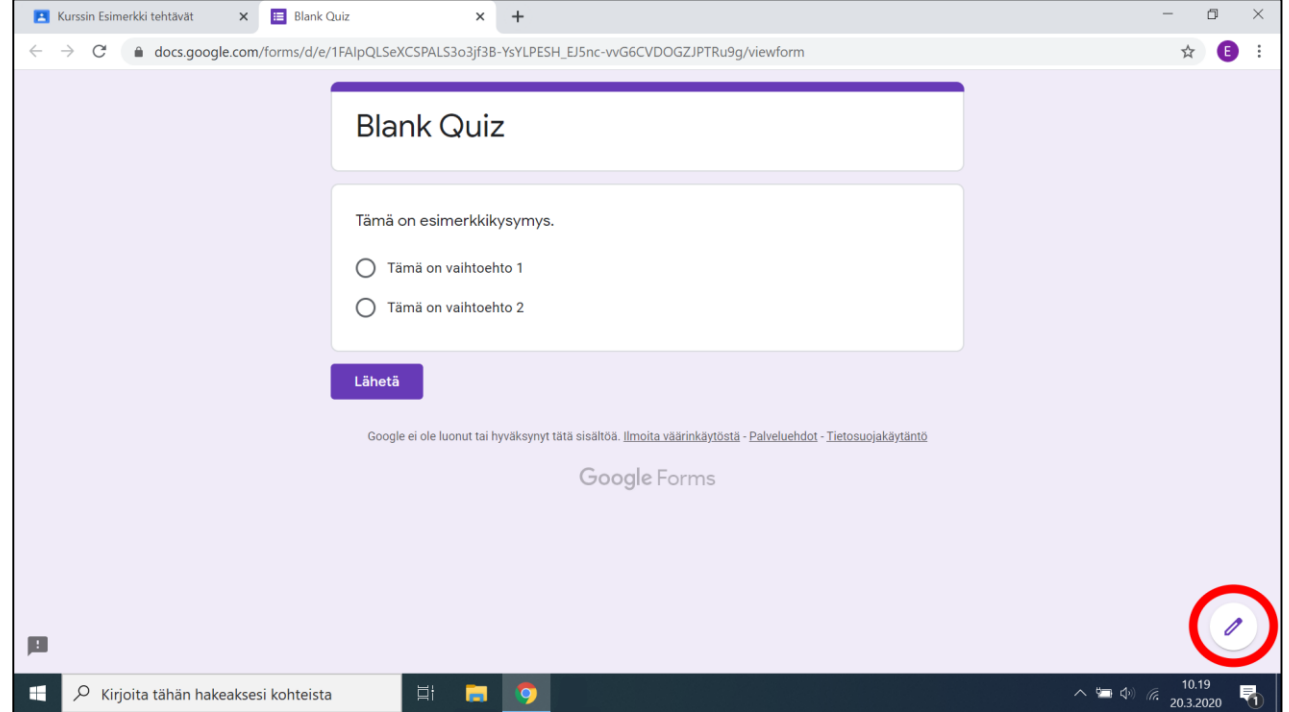 Kurssin Esimerkki tehtävät
Blank Quiz
docs.google.com/forms/d/e/1FAIpQLSeXCSPALS3o3jf3B-YsYLPESH_EJ5nc-vvG6CVDOGZJPTRu9g/viewform
E
Blank Quiz
Tämä on esimerkkikysymys.
Tämä on vaihtoehto 1
Tämä on vaihtoehto 2
Lähetä
Google ei ole luonut tai hyväksynyt tätä sisältöä. Ilmoita väärinkäytöstä - Palveluehdot - Tietosuojakäytäntö
Google Forms
Kirjoita tähän hakeaksesi kohteista
10.19
20.3.2020
1